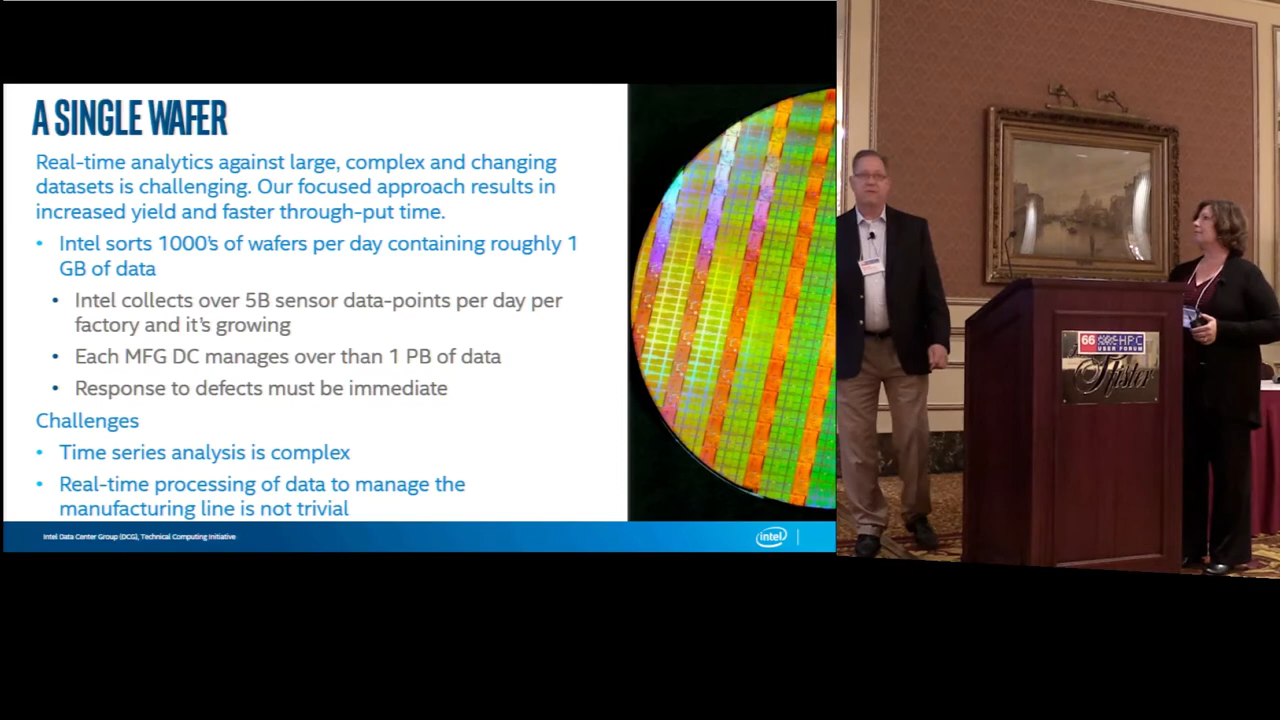 A SINGLE WAFER
Real-time analytics against large, complex and changing
datasets is challenging. Our focused approach results in
increased yield and faster through-put time.
• Intel sorts 1000's of wafers per day containing roughly 1
GB of data
• Intel collects over 5B sensor data-points per day per
factory and it's growing
• Each MFG DC manages over than 1 PB of data
• Response to defects must be immediate
Challenges
• Time series analysis is complex
• Real-time processing of data to manage the
manufacturing line is not trivial
Intel Data Center Group (DCG), Technical Computing Initiative
intel
66 HPC
USER FORUM
Pfister